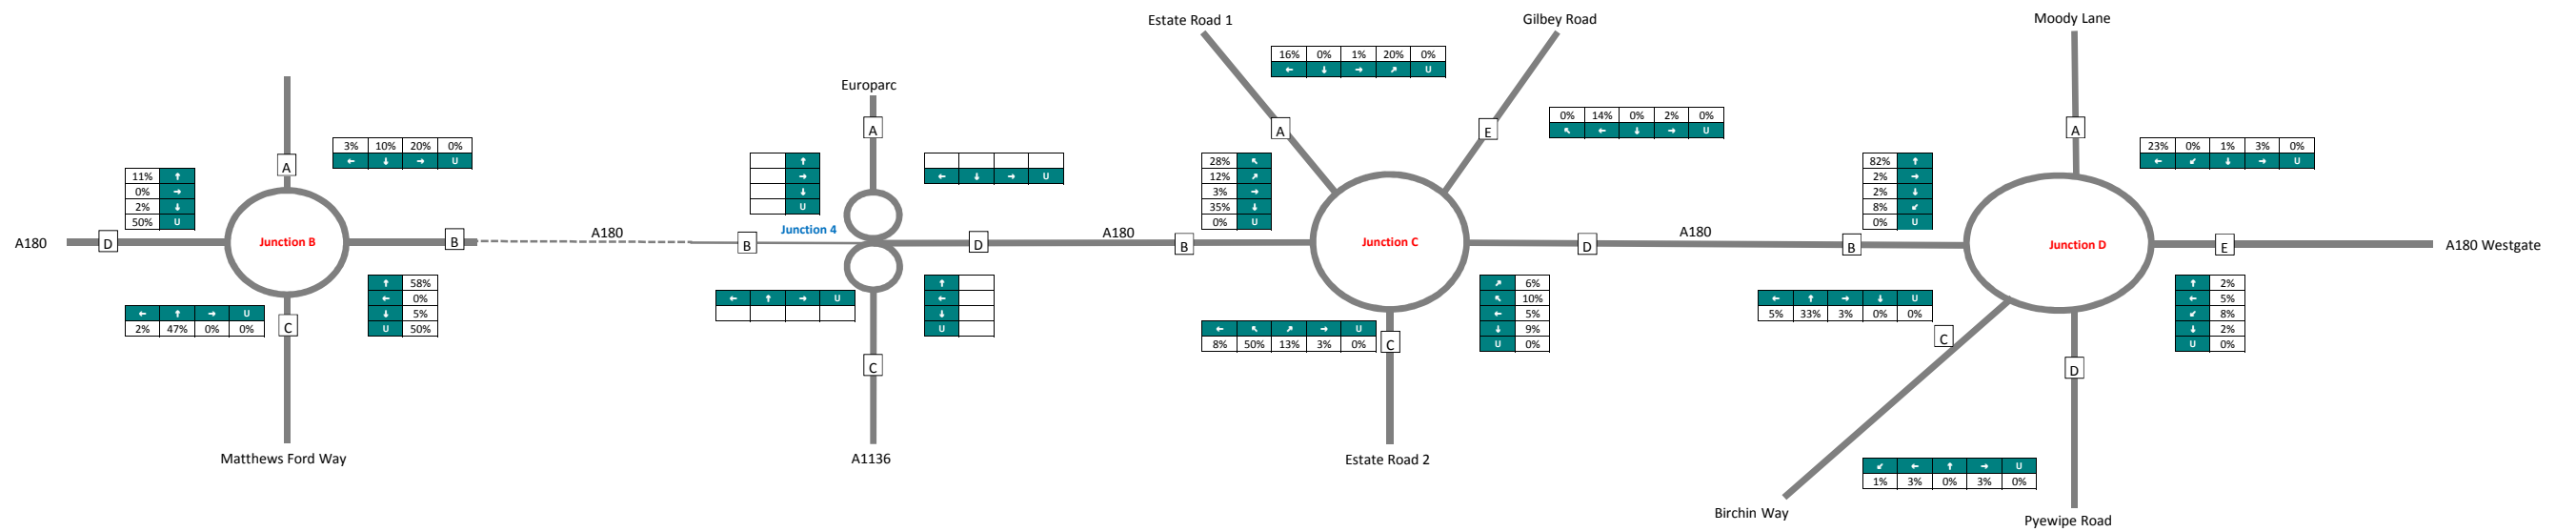 Estate Road 1
Gilbey Road
Moody Lane
16% 0% 1% 20% 0%
← ↓ → ↗ U
Europarc
0% 14% 0% 2% 0%
↖ ← ↓ → U
A
A
E
A
3% 10% 20% 0%
← ↓ → U
23% 0% 1% 3% 0%
← ↙ ↓ → U
A
11% ↑
0% →
2% ↓
50% U
↑
→
↓
U
← ↓ → U
28% ↖
12% ↗
3% →
35% ↓
0% U
82% ↑
2% →
2% ↓
8% ↙
0% U
A180
D
Junction B
B
A180
B
Junction 4
D
A180
B
Junction C
D
A180
B
Junction D
E
A180 Westgate
← ↑ → U
2% 47% 0% 0%
C
↑ 58%
← 0%
↓ 5%
U 50%
← ↑ → U
↑
←
↓
U
← ↖ ↗ → U
8% 50% 13% 3% 0%
C
↗ 6%
↖ 10%
← 5%
↓ 9%
U 0%
← ↑ → ↓ U
5% 33% 3% 0% 0%
C
↑ 2%
← 5%
↙ 8%
↓ 2%
U 0%
C
D
Matthews Ford Way
A1136
Estate Road 2
↙ ← ↑ → U
1% 3% 0% 3% 0%
Birchin Way
Pyewipe Road